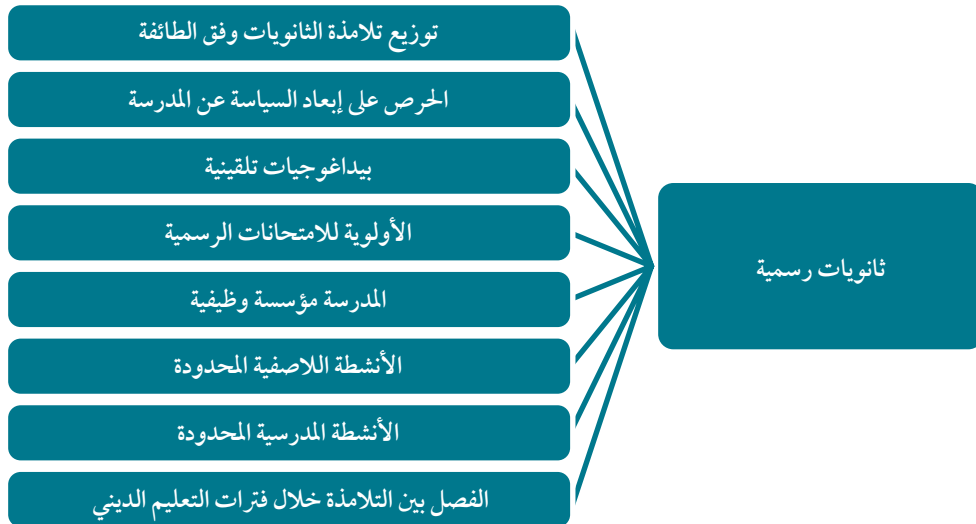 توزيع تلامذة الثانويات وفق الطائفة
الحرص على إبعاد السياسة عن المدرسة
بيداغوجيات تلقينية
الأولوية للامتحانات الرسمية
المدرسة مؤسسة وظيفية
الأنشطة اللاصفية المحدودة
الأنشطة المدرسية المحدودة
الفصل بين التلامذة خلال فترات التعليم الديني
ثانويات رسمية